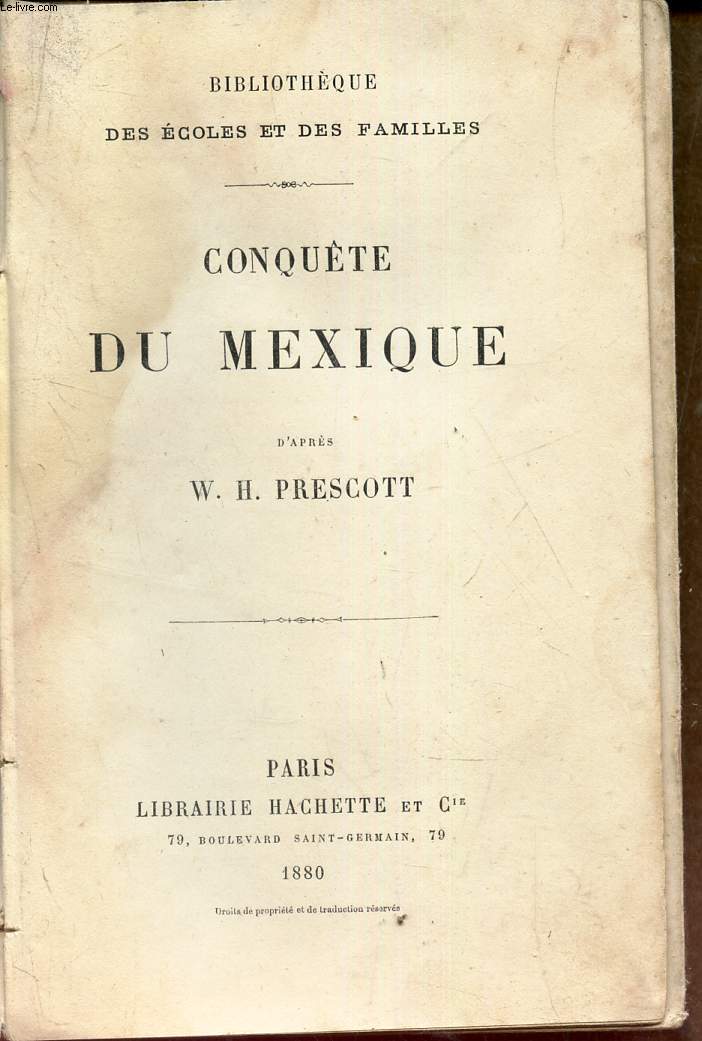 Le-livre.com
BIBLIOTHÈQUE
DES ÉCOLES ET DES FAMILLES
CONQUÊTE
DU MEXIQUE
D'APRÈS
W. H. PRESCOTT
PARIS
LIBRAIRIE HACHETTE ET CIE
79, BOULEVARD SAINT-GERMAIN, 79
1880
Droits de propriété et de traduction réservés